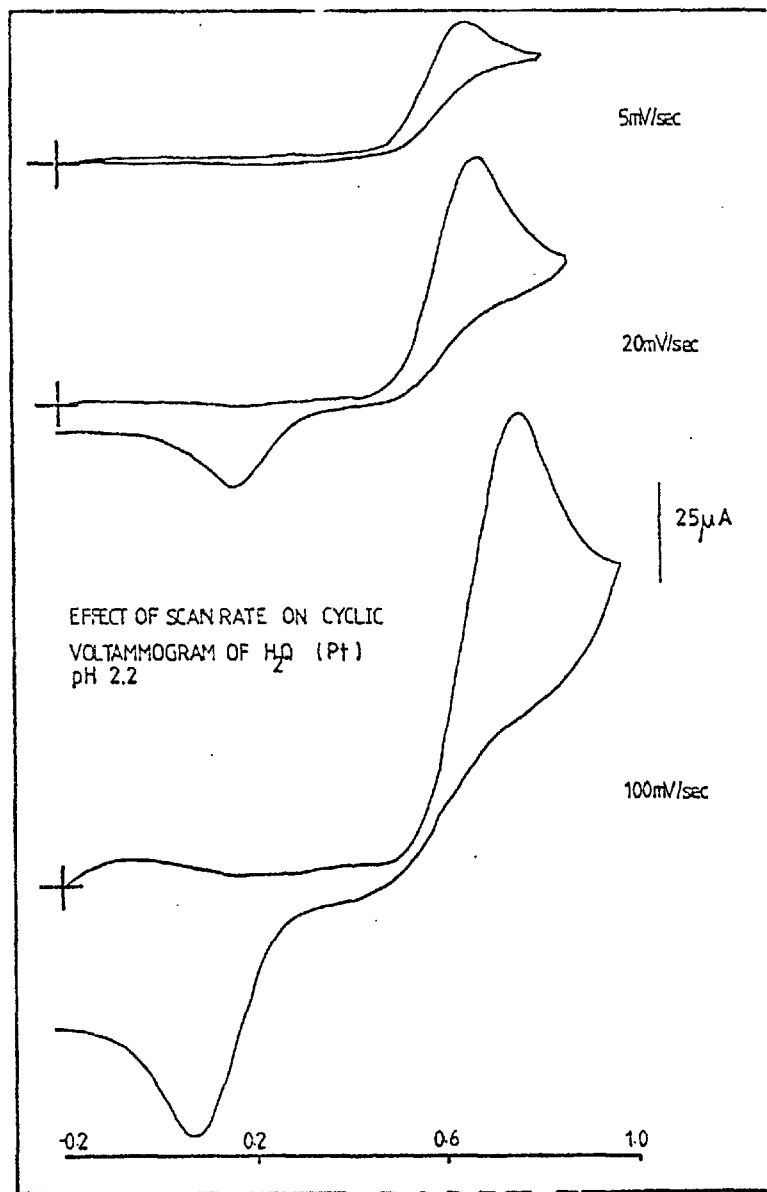 5mV/sec
20mV/sec
25μA
EFFECT OF SCAN RATE ON CYCLIC
VOLTAMMOGRAM OF H₂Q (Pt)
pH 2.2
100mV/sec
-0.2 0.2 0.6 1.0